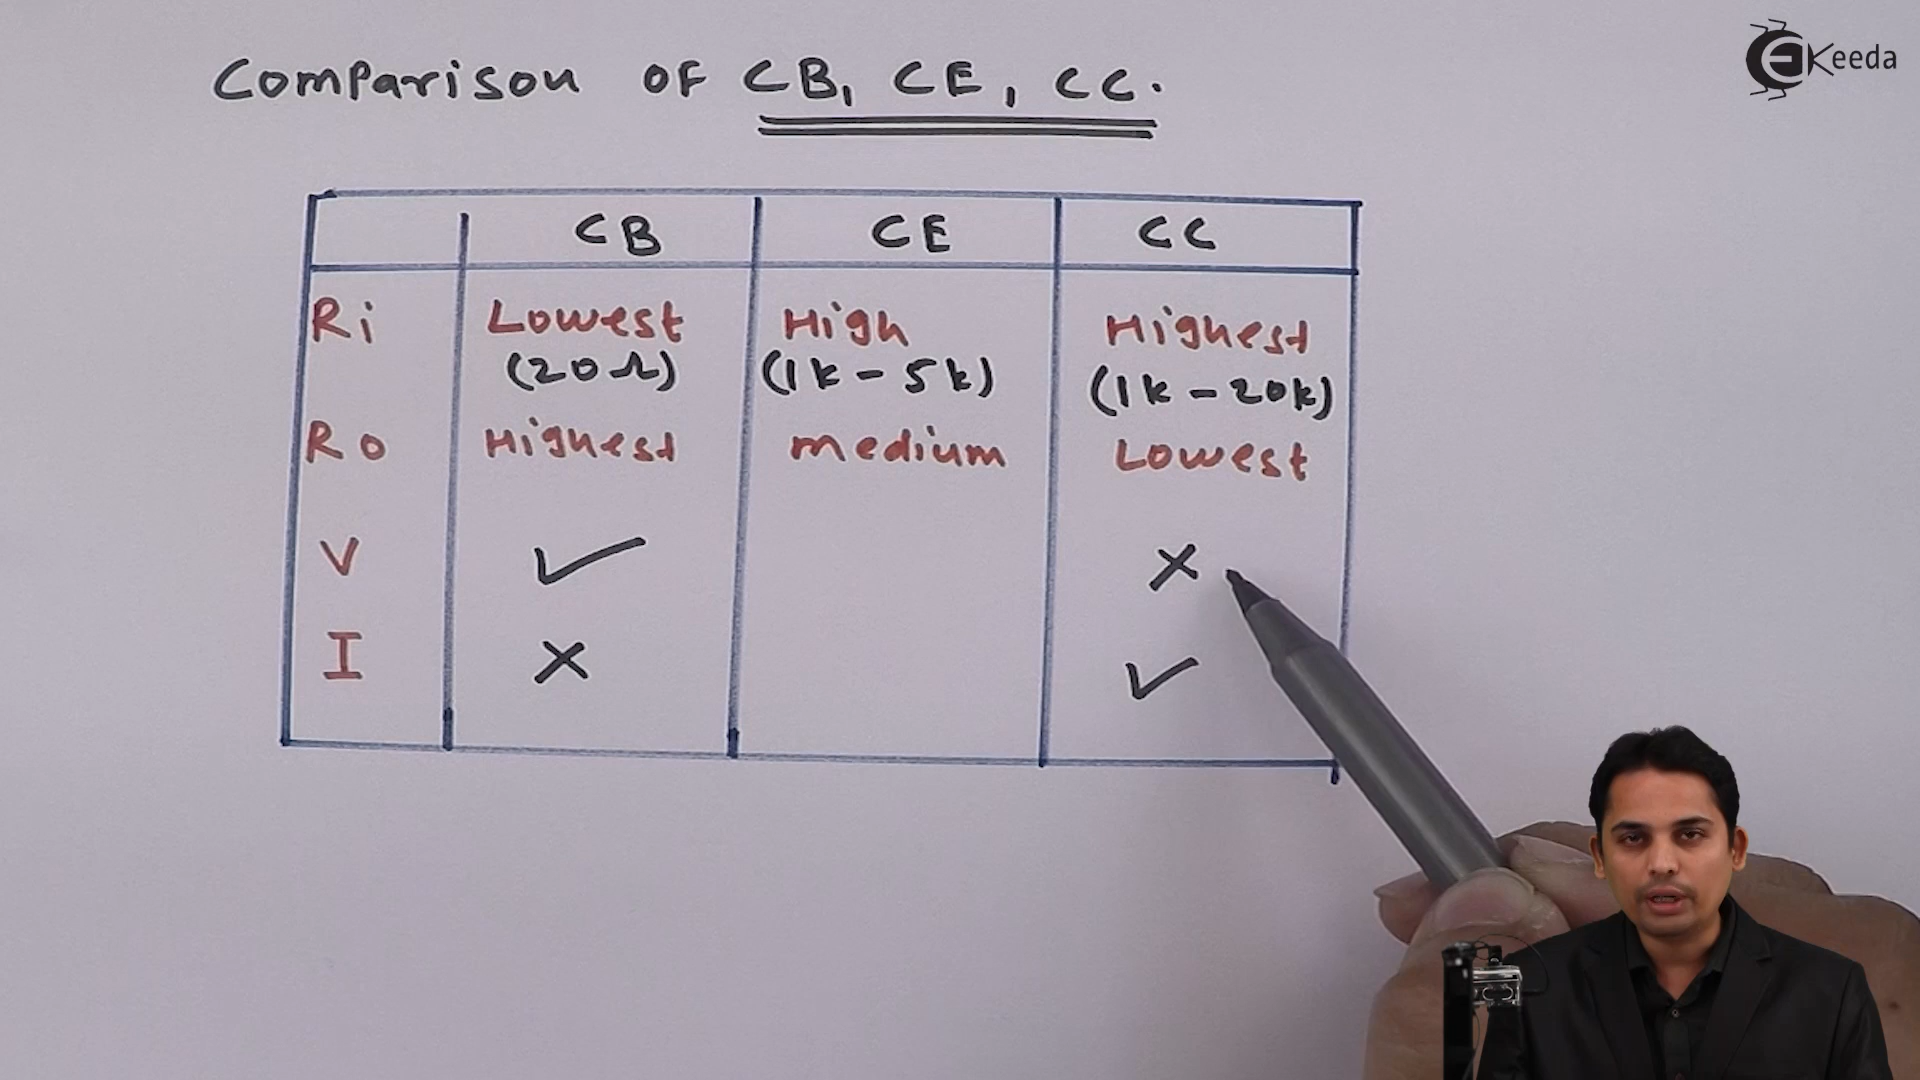 Comparison of CB, CE, CC.
EKeeda
CB CE CC
Ri Lowest High Highest
(20Ω) (1k - 5k) (1k - 20k)
Ro Highest medium Lowest
V ✓ ×
I × ✓